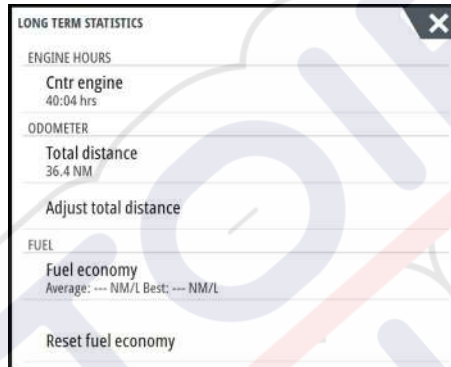 LONG TERM STATISTICS
ENGINE HOURS
Cntr engine
40:04 hrs
ODOMETER
Total distance
36.4 NM
Adjust total distance
FUEL
Fuel economy
Average: --- NM/L Best: --- NM/L
Reset fuel economy